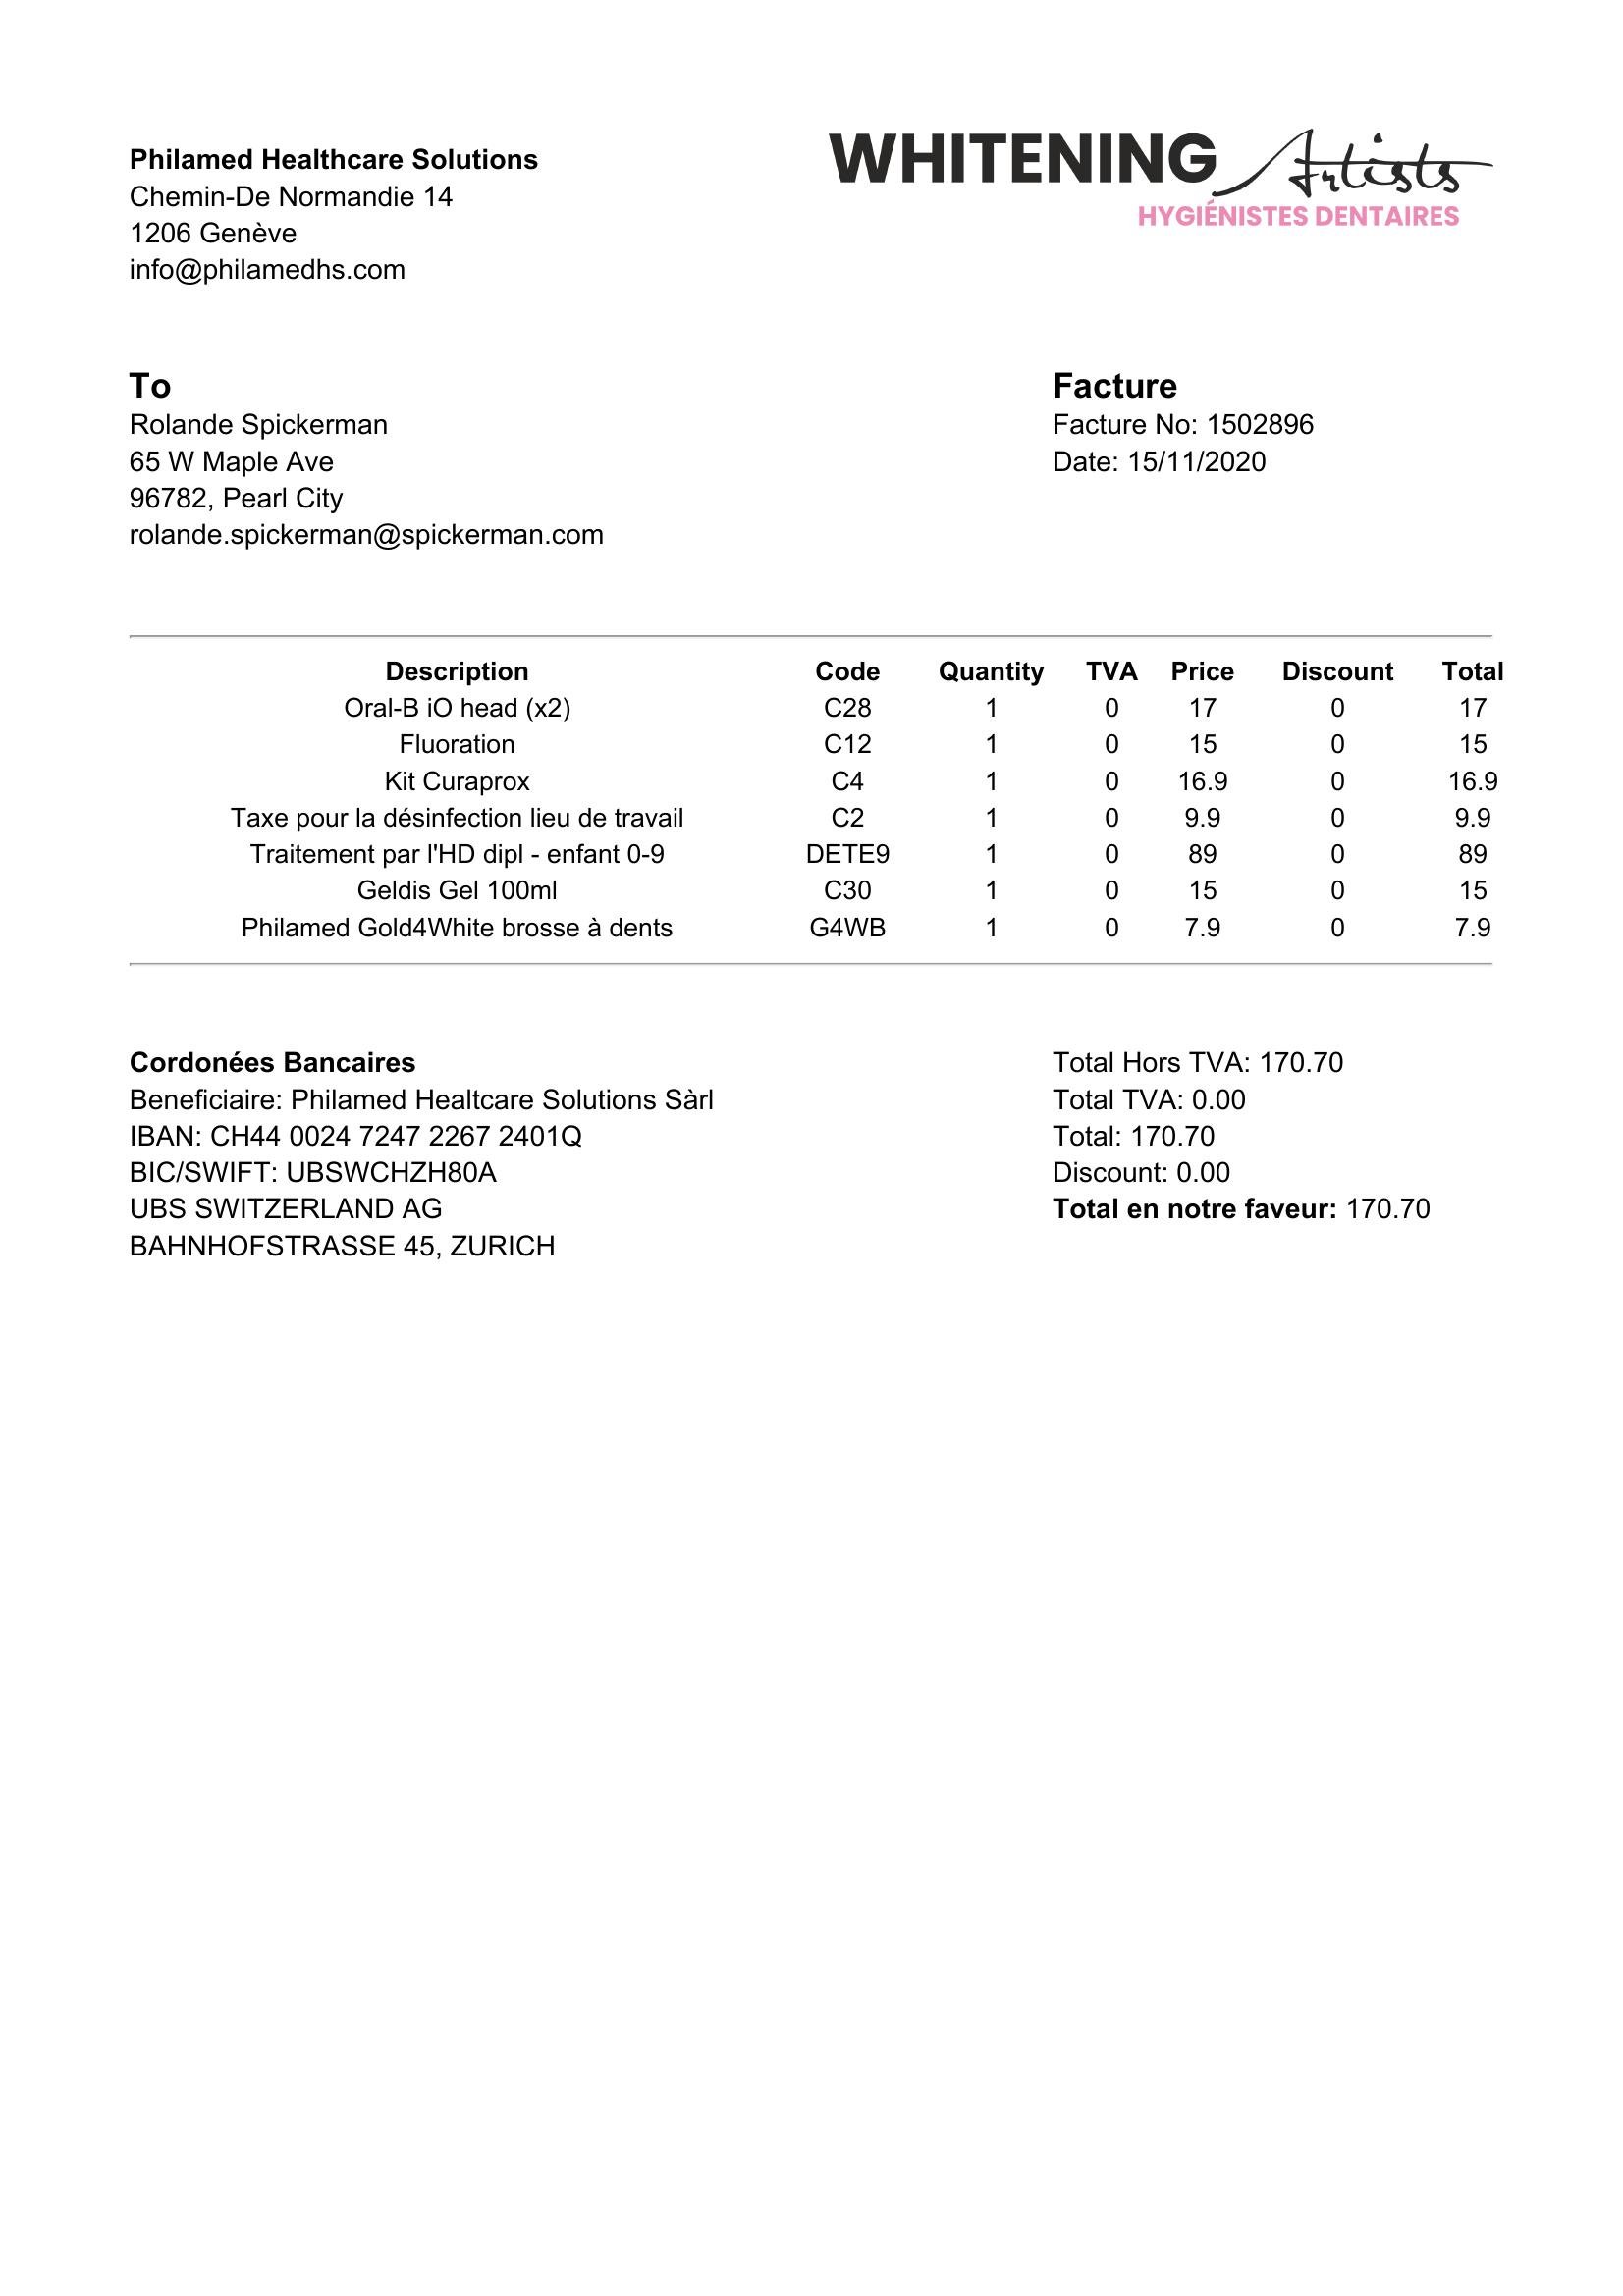 Philamed Healthcare Solutions
Chemin-De Normandie 14
1206 Genève
info@philamedhs.com
WHITENING Artists
HYGIÉNISTES DENTAIRES
To
Rolande Spickerman
65 W Maple Ave
96782, Pearl City
rolande.spickerman@spickerman.com
Facture
Facture No: 1502896
Date: 15/11/2020
Description Code Quantity TVA Price Discount Total
Oral-B iO head (x2) C28 1 0 17 0 17
Fluoration C12 1 0 15 0 15
Kit Curaprox C4 1 0 16.9 0 16.9
Taxe pour la désinfection lieu de travail C2 1 0 9.9 0 9.9
Traitement par l'HD dipl - enfant 0-9 DETE9 1 0 89 0 89
Geldis Gel 100ml C30 1 0 15 0 15
Philamed Gold4White brosse à dents G4WB 1 0 7.9 0 7.9
Cordonées Bancaires
Beneficiaire: Philamed Healtcare Solutions Sàrl
IBAN: CH44 0024 7247 2267 2401Q
BIC/SWIFT: UBSWCHZH80A
UBS SWITZERLAND AG
BAHNHOFSTRASSE 45, ZURICH
Total Hors TVA: 170.70
Total TVA: 0.00
Total: 170.70
Discount: 0.00
Total en notre faveur: 170.70